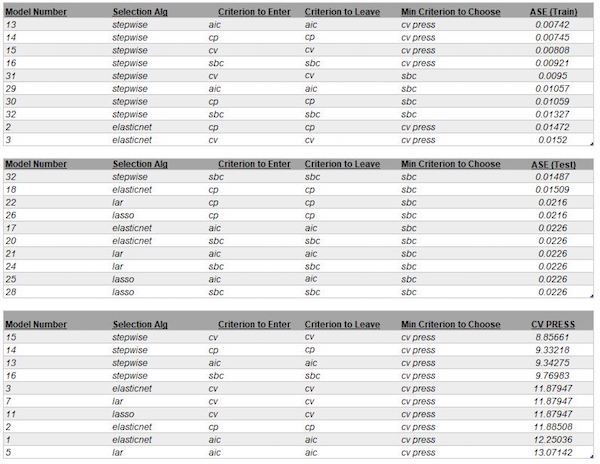 Model Number Selection Alg Criterion to Enter Criterion to Leave Min Criterion to Choose ASE (Train)
13 stepwise aic aic cv press 0.00742
14 stepwise cp cp cv press 0.00745
15 stepwise cv cv cv press 0.00808
16 stepwise sbc sbc cv press 0.00921
31 stepwise cv cv sbc 0.0095
29 stepwise aic aic sbc 0.01057
30 stepwise cp cp sbc 0.01059
32 stepwise sbc sbc sbc 0.01327
2 elasticnet cp cp cv press 0.01472
3 elasticnet cv cv cv press 0.0152
Model Number Selection Alg Criterion to Enter Criterion to Leave Min Criterion to Choose ASE (Test)
32 stepwise sbc sbc sbc 0.01487
18 elasticnet cp cp sbc 0.01509
22 lar cp cp sbc 0.0216
26 lasso cp cp sbc 0.0216
17 elasticnet aic aic sbc 0.0226
20 elasticnet sbc sbc sbc 0.0226
21 lar aic aic sbc 0.0226
24 lar sbc sbc sbc 0.0226
25 lasso aic aic sbc 0.0226
28 lasso sbc sbc sbc 0.0226
Model Number Selection Alg Criterion to Enter Criterion to Leave Min Criterion to Choose CV PRESS
15 stepwise cv cv cv press 8.85661
14 stepwise cp cp cv press 9.33218
13 stepwise aic aic cv press 9.34275
16 stepwise sbc sbc cv press 9.76983
3 elasticnet cv cv cv press 11.87947
7 lar cv cv cv press 11.87947
11 lasso cv cv cv press 11.87947
2 elasticnet cp cp cv press 11.88508
1 elasticnet aic aic cv press 12.25036
5 lar aic aic cv press 13.07142